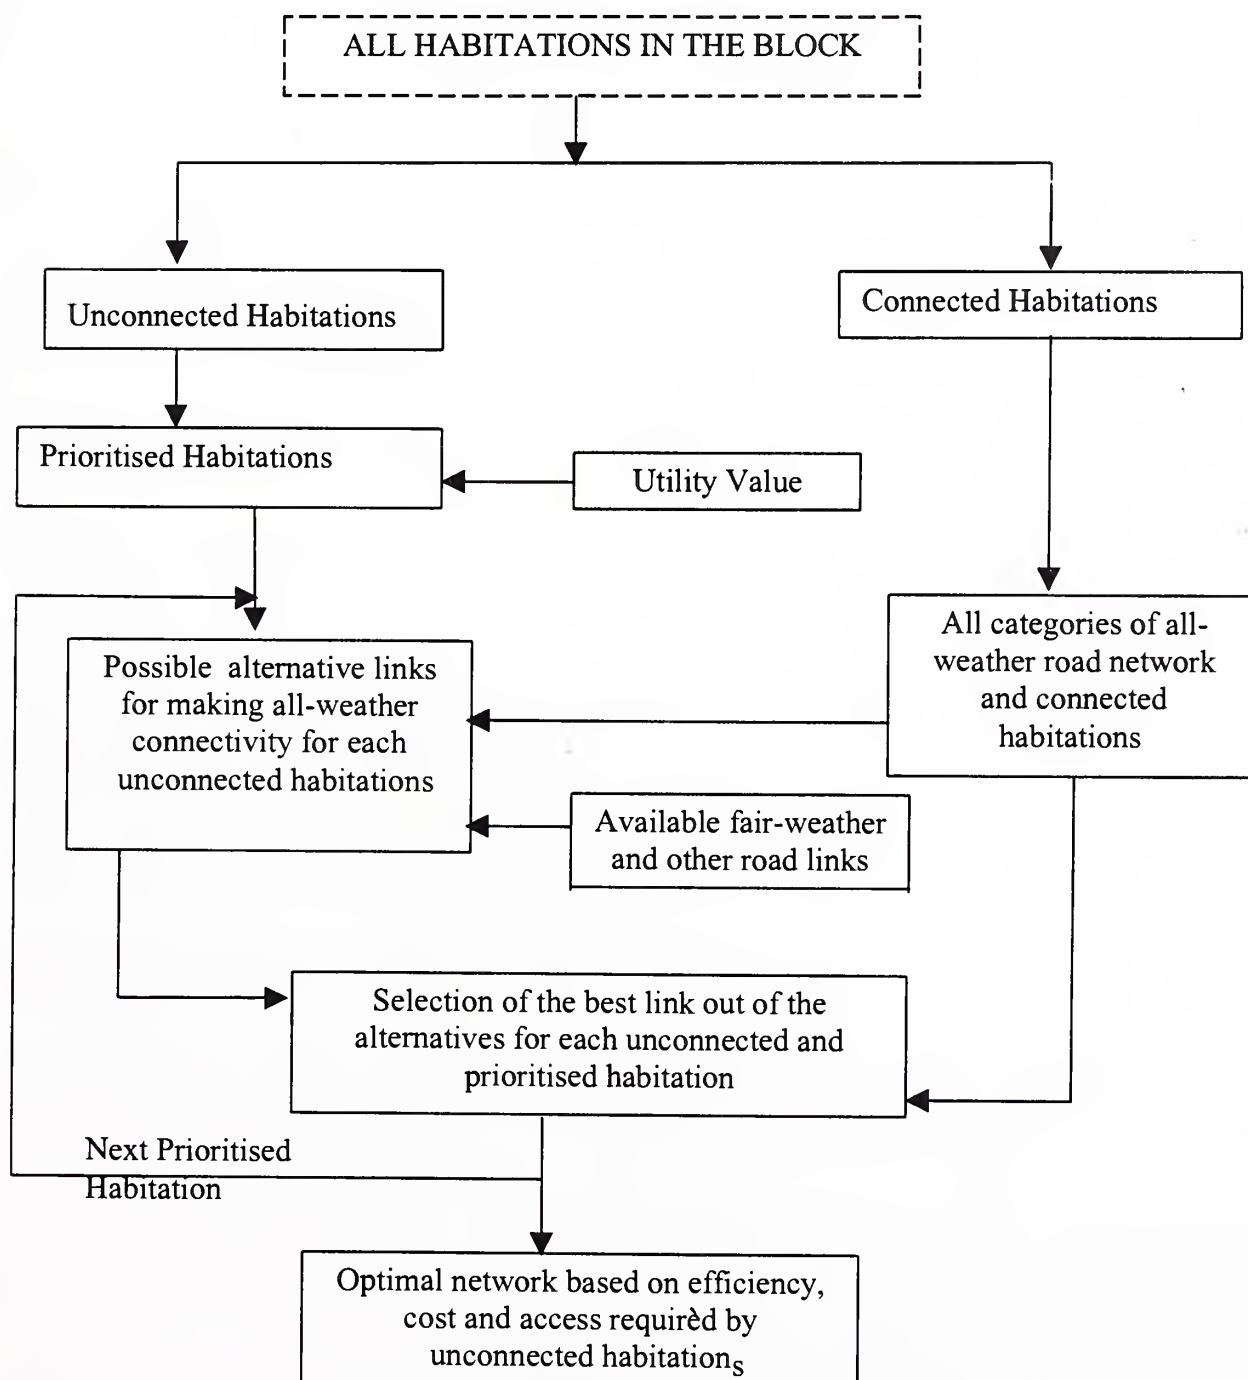 ALL HABITATIONS IN THE BLOCK
Unconnected Habitations
Connected Habitations
Prioritised Habitations
Utility Value
Possible alternative links
for making all-weather
connectivity for each
unconnected habitations
All categories of all-
weather road network
and connected
habitations
Available fair-weather
and other road links
Selection of the best link out of the
alternatives for each unconnected and
prioritised habitation
Next Prioritised
Habitation
Optimal network based on efficiency,
cost and access required by
unconnected habitations